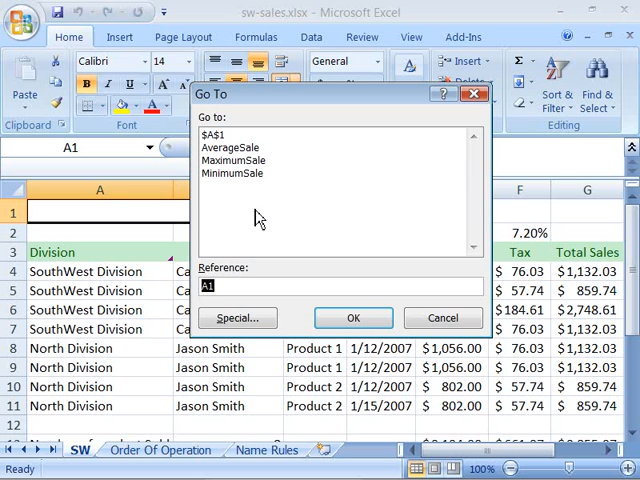 sw-sales.xlsx - Microsoft Excel
Home Insert Page Layout Formulas Data Review View Add-Ins
Calibri 14 General Insert
B I U A A
Paste Delete Sort & Filter Find & Select
Clipboard Font Editing
A1
Go To
Go to:
$A$1
AverageSale
MaximumSale
MinimumSale
Reference:
A1
Special... OK Cancel
A F G
1
2 7.20%
3 Division Tax Total Sales
4 SouthWest Division Ca $ 76.03 $1,132.03
5 SouthWest Division Ca $ 57.74 $ 859.74
6 SouthWest Division Ca $184.61 $2,748.61
7 SouthWest Division Ca $ 76.03 $1,132.03
8 North Division Jason Smith Product 1 1/12/2007 $1,056.00 $ 76.03 $1,132.03
9 North Division Jason Smith Product 1 1/12/2007 $1,056.00 $ 76.03 $1,132.03
10 North Division Jason Smith Product 2 1/12/2007 $ 802.00 $ 57.74 $ 859.74
11 North Division Jason Smith Product 2 1/15/2007 $ 802.00 $ 57.74 $ 859.74
SW Order Of Operation Name Rules
Ready 100%